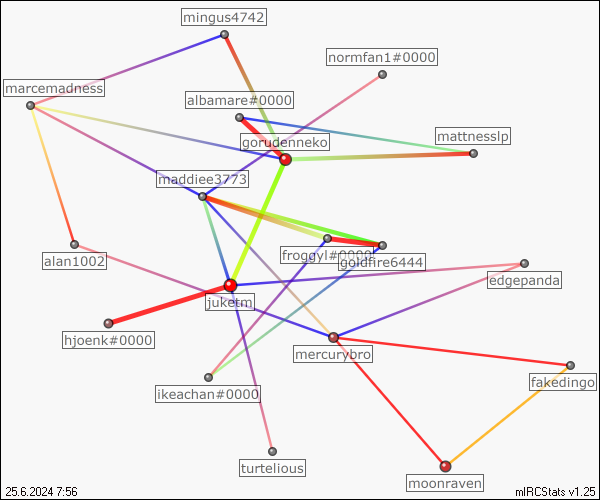 mingus4742
normfan1#0000
marcemadness
albamare#0000
mattnesslp
gorudenneko
maddiee3773
froggyl#0000
alan1002
goldfire6444
edgepanda
juketm
hjoenk#0000
mercurybro
fakedingo
ikeachan#0000
turtelious
moonraven
25.6.2024 7:56
mIRCStats v1.25